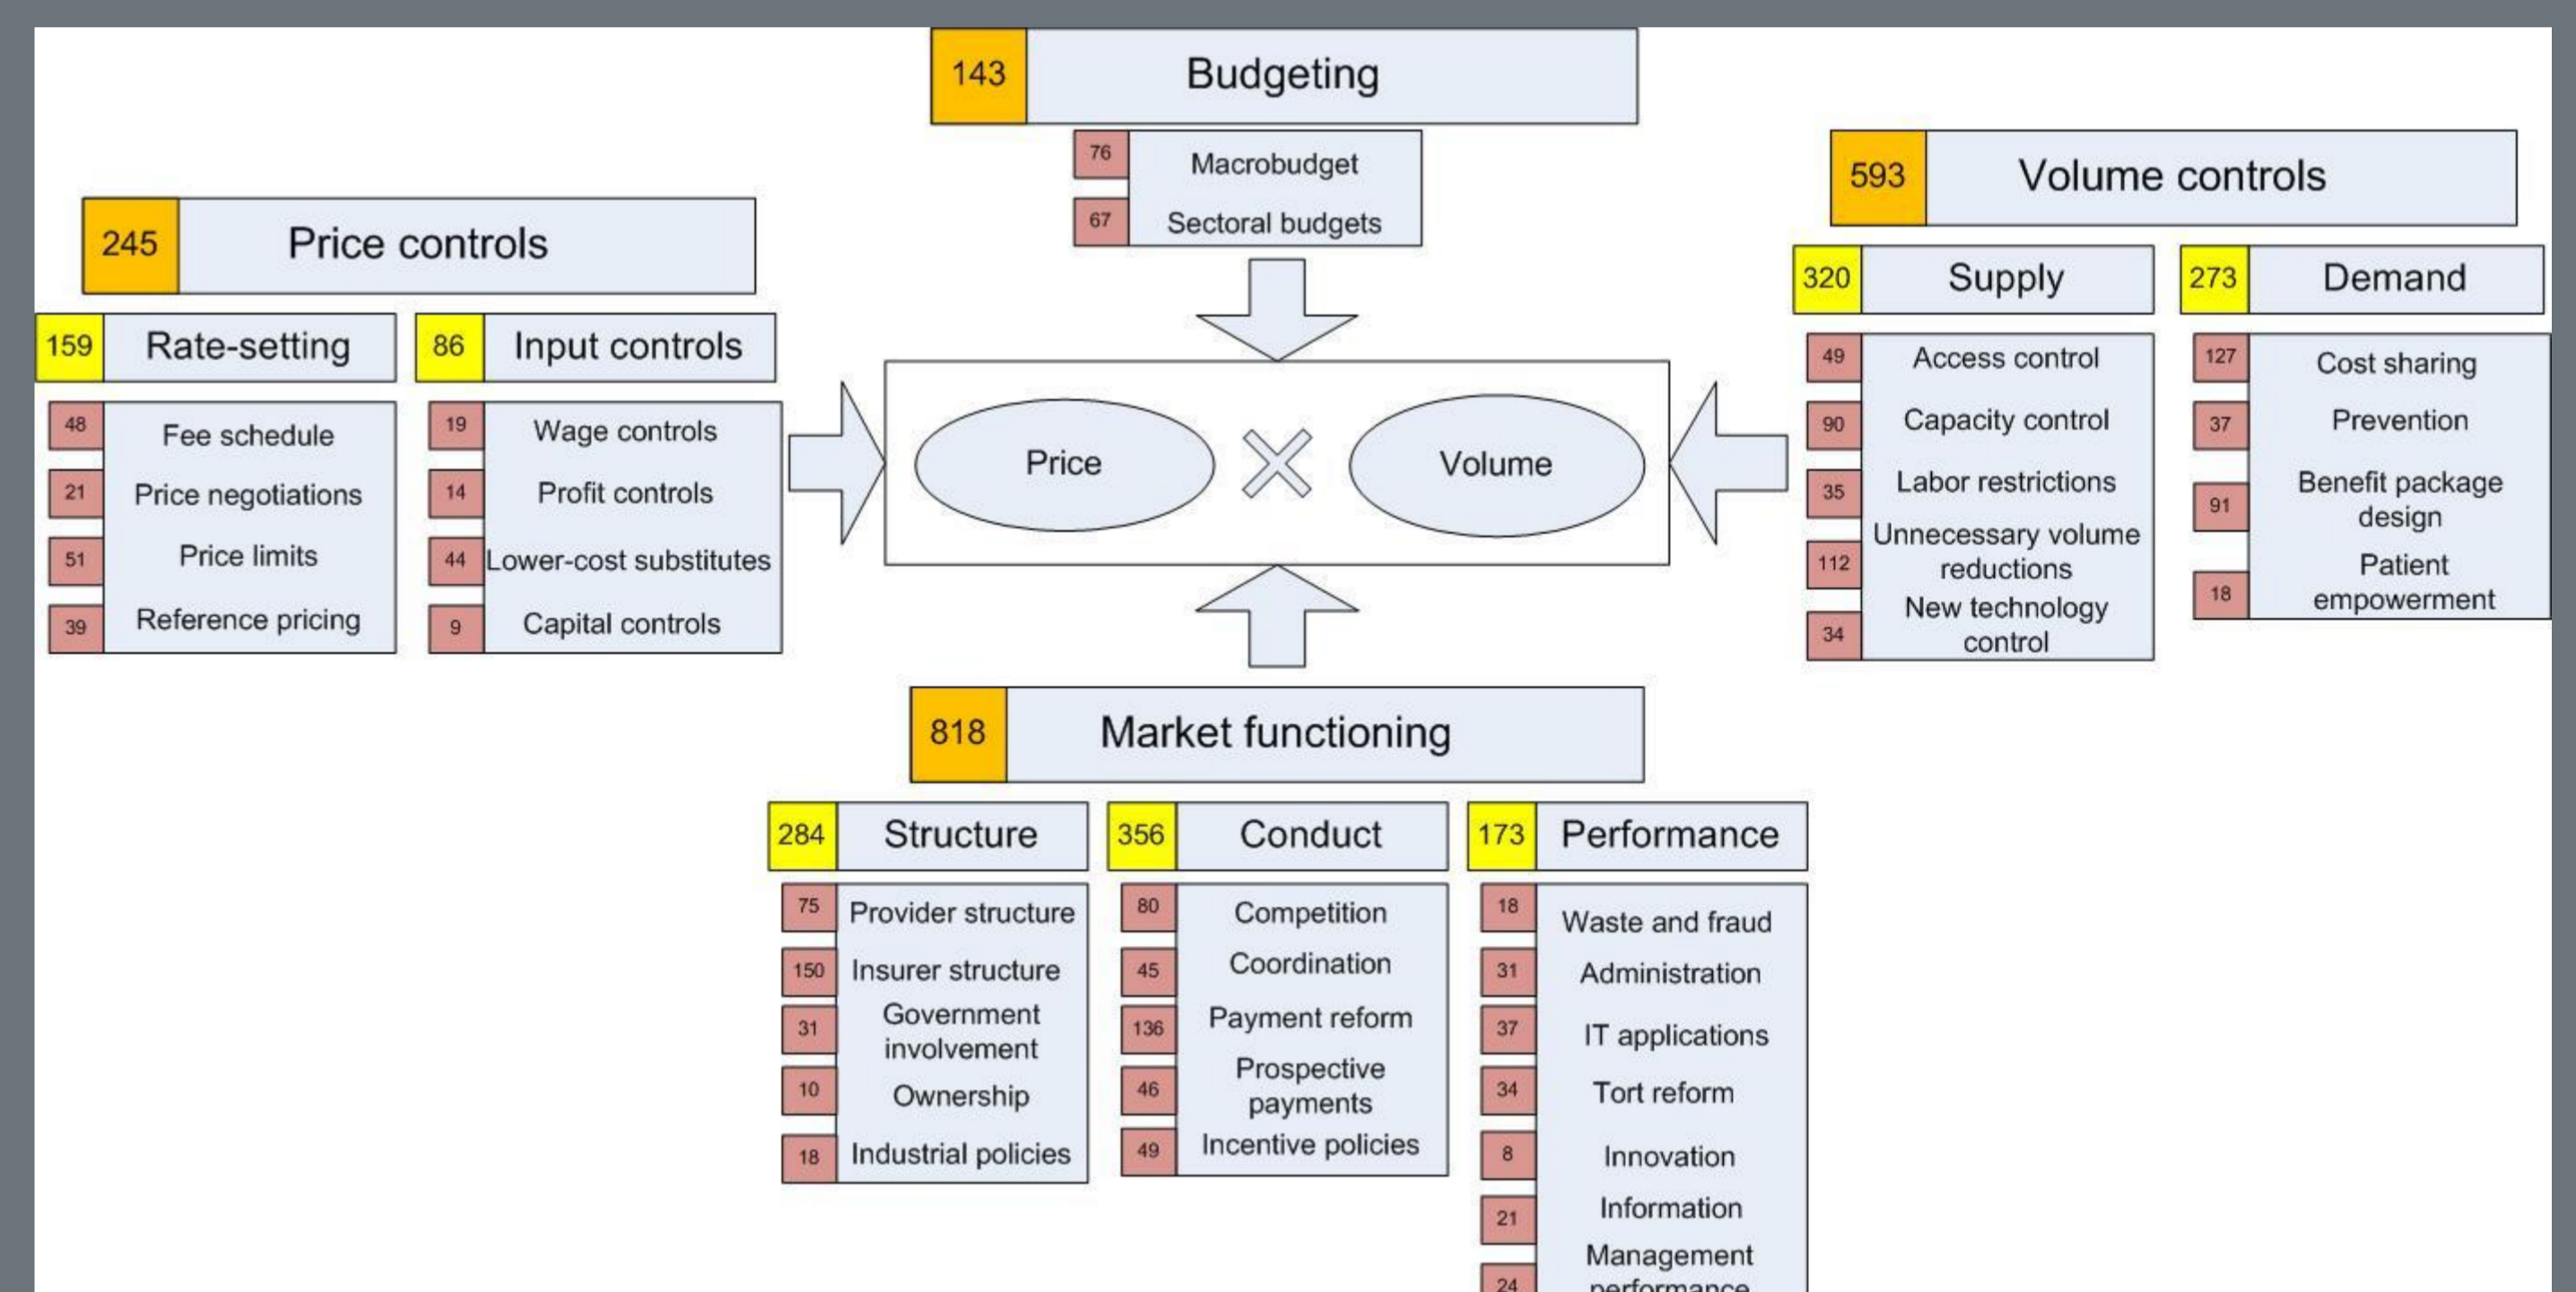 143
Budgeting
76
Macrobudget
67
Sectoral budgets
593
Volume controls
245
Price controls
320
Supply
273
Demand
159
Rate-setting
86
Input controls
48
Fee schedule
21
Price negotiations
51
Price limits
39
Reference pricing
19
Wage controls
14
Profit controls
44
Lower-cost substitutes
9
Capital controls
Price
Volume
49
Access control
90
Capacity control
35
Labor restrictions
112
Unnecessary volume
reductions
34
New technology
control
127
Cost sharing
37
Prevention
91
Benefit package
design
18
Patient
empowerment
818
Market functioning
284
Structure
356
Conduct
173
Performance
75
Provider structure
150
Insurer structure
31
Government
involvement
10
Ownership
18
Industrial policies
80
Competition
45
Coordination
136
Payment reform
46
Prospective
payments
49
Incentive policies
18
Waste and fraud
31
Administration
37
IT applications
34
Tort reform
8
Innovation
21
Information
24
Management
performance